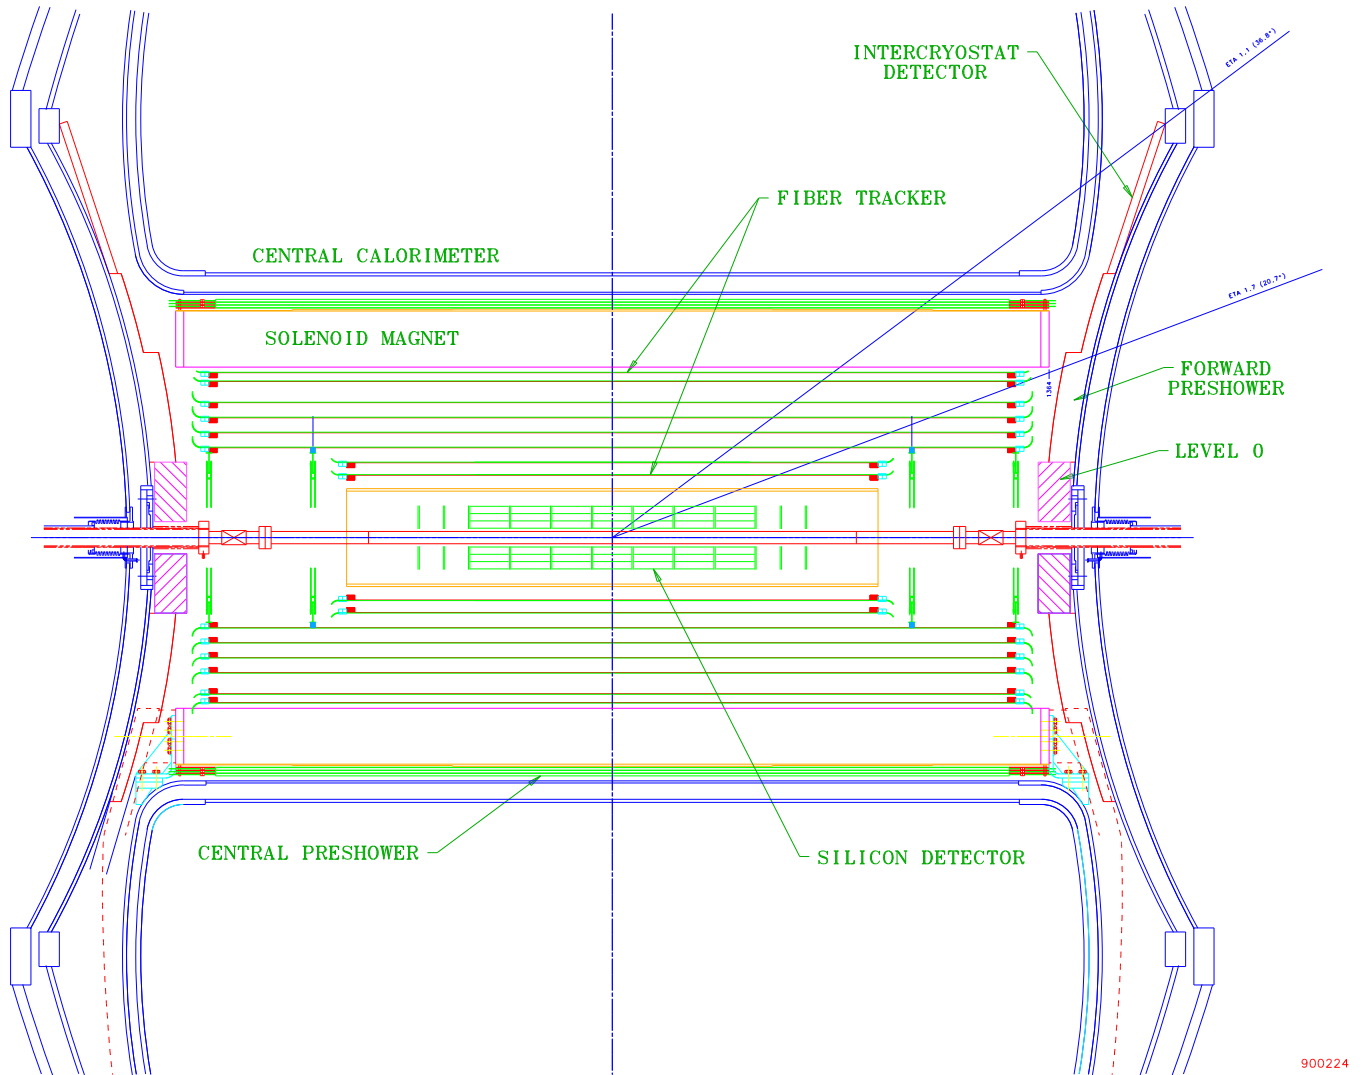 INTERCRYOSTAT
DETECTOR
ETA 1.1 (36.8°)
FIBER TRACKER
CENTRAL CALORIMETER
ETA 1.7 (20.7°)
SOLENOID MAGNET
FORWARD
PRESHOWER
1364
LEVEL 0
CENTRAL PRESHOWER
SILICON DETECTOR
900224